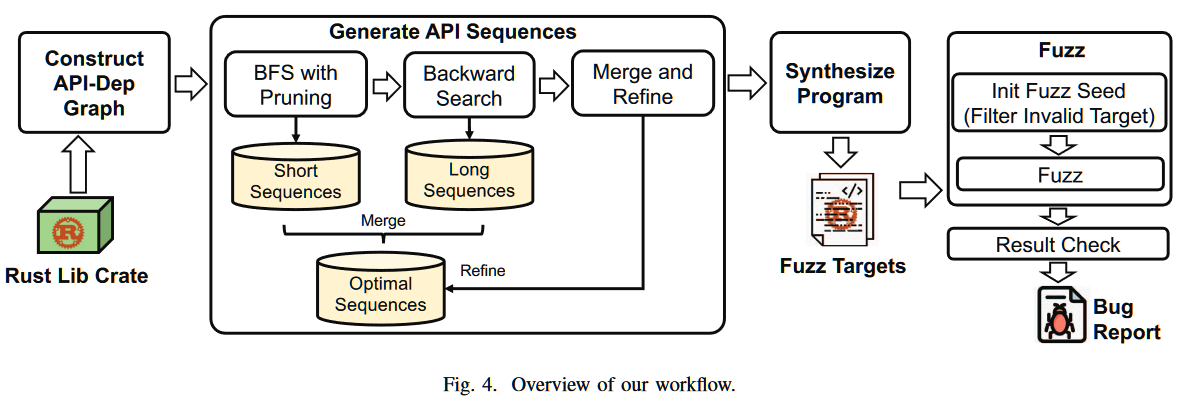 Construct
API-Dep
Graph
Rust Lib Crate
Generate API Sequences
BFS with
Pruning
Backward
Search
Merge and
Refine
Short
Sequences
Long
Sequences
Merge
Optimal
Sequences
Refine
Synthesize
Program
</>
R
Fuzz Targets
Fuzz
Init Fuzz Seed
(Filter Invalid Target)
Fuzz
Result Check
Bug
Report
Fig. 4. Overview of our workflow.